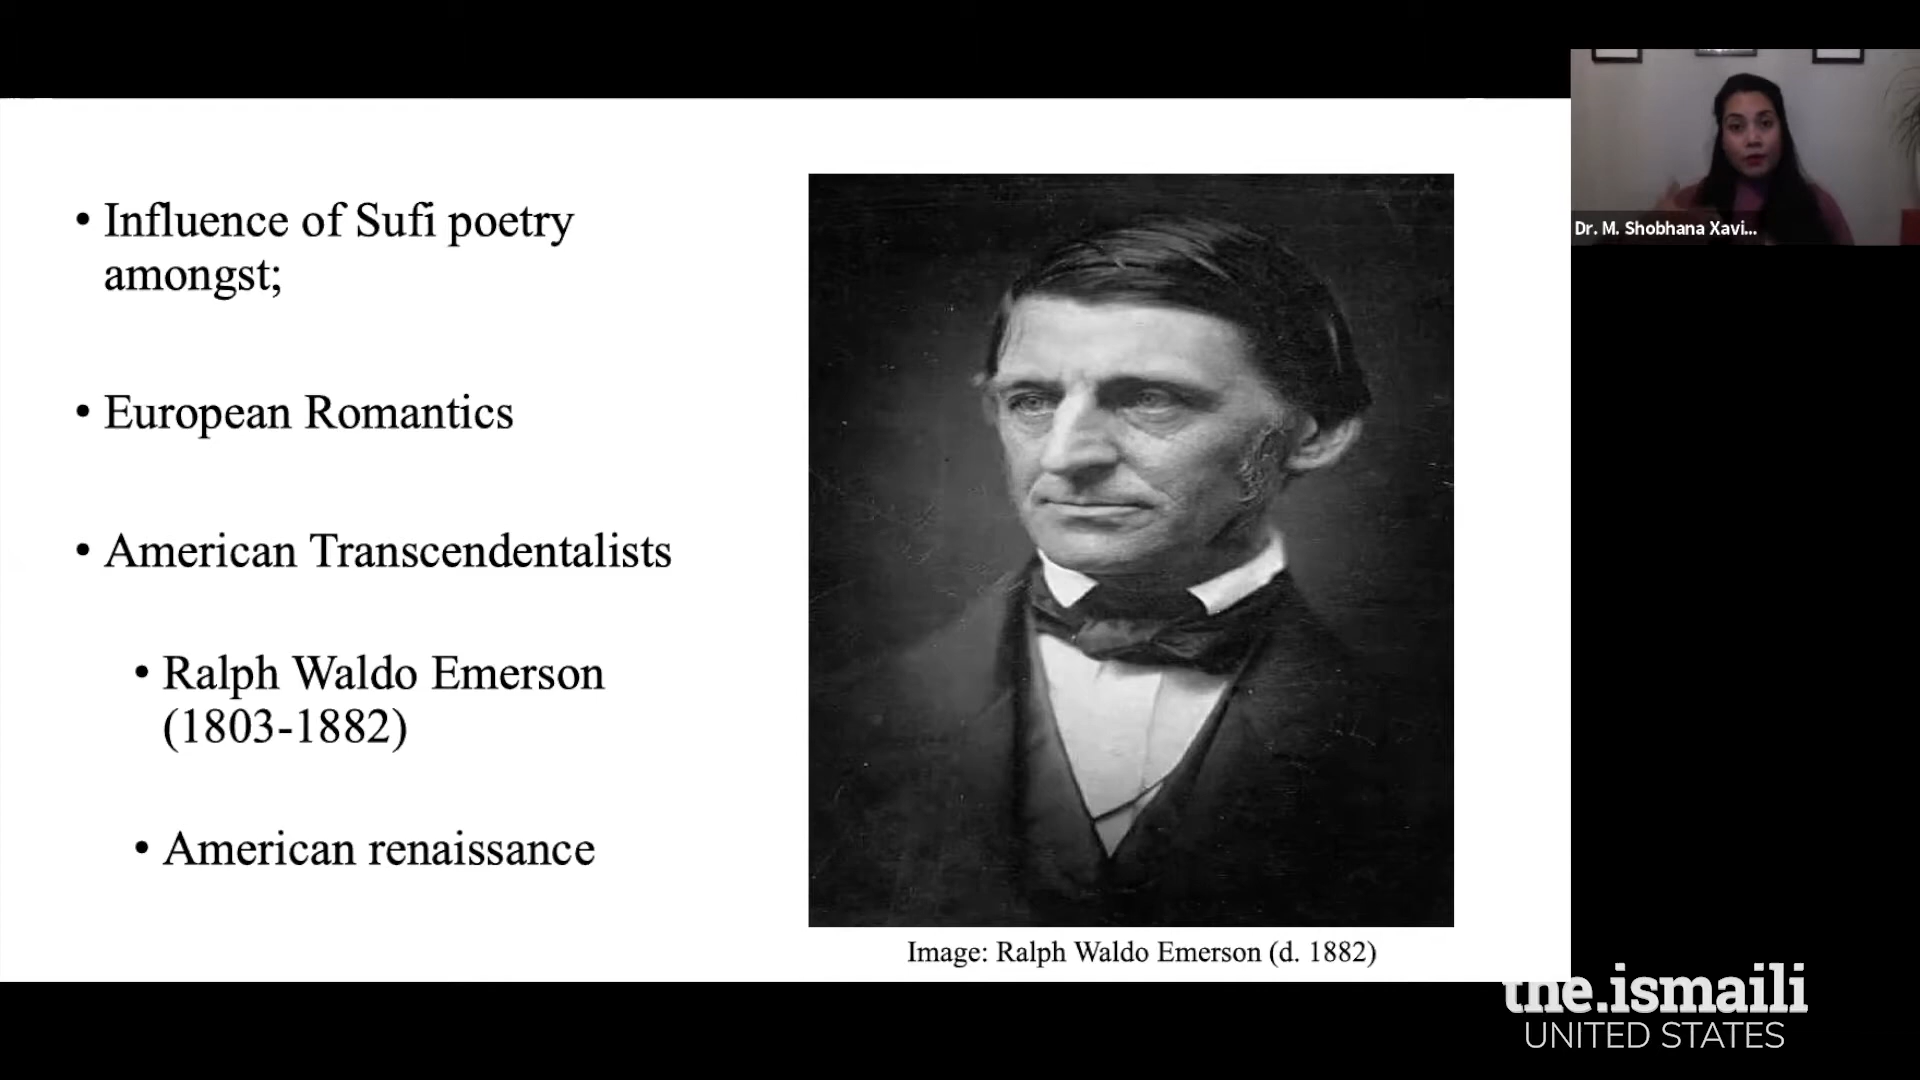 • Influence of Sufi poetry
amongst;
• European Romantics
• American Transcendentalists
• Ralph Waldo Emerson
(1803-1882)
• American renaissance
Image: Ralph Waldo Emerson (d. 1882)
Dr. M. Shobhana Xavi...
the.ismaili
UNITED STATES